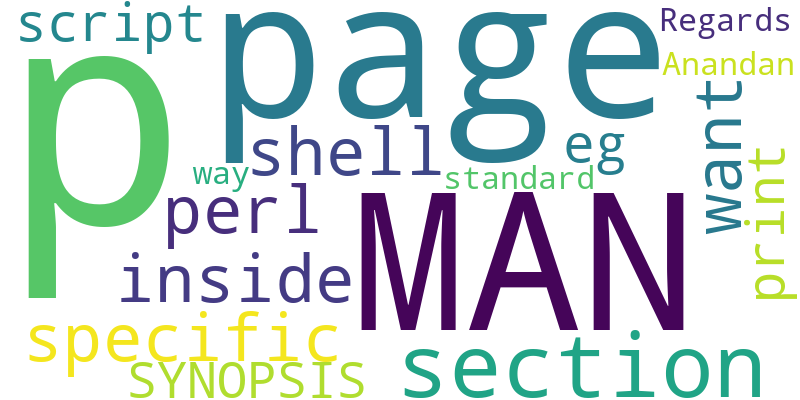 script
p
page
Regards
Anandan
shell
eg
want
way
standard
perl
MAN
print
inside
specific
section
SYNOPSIS